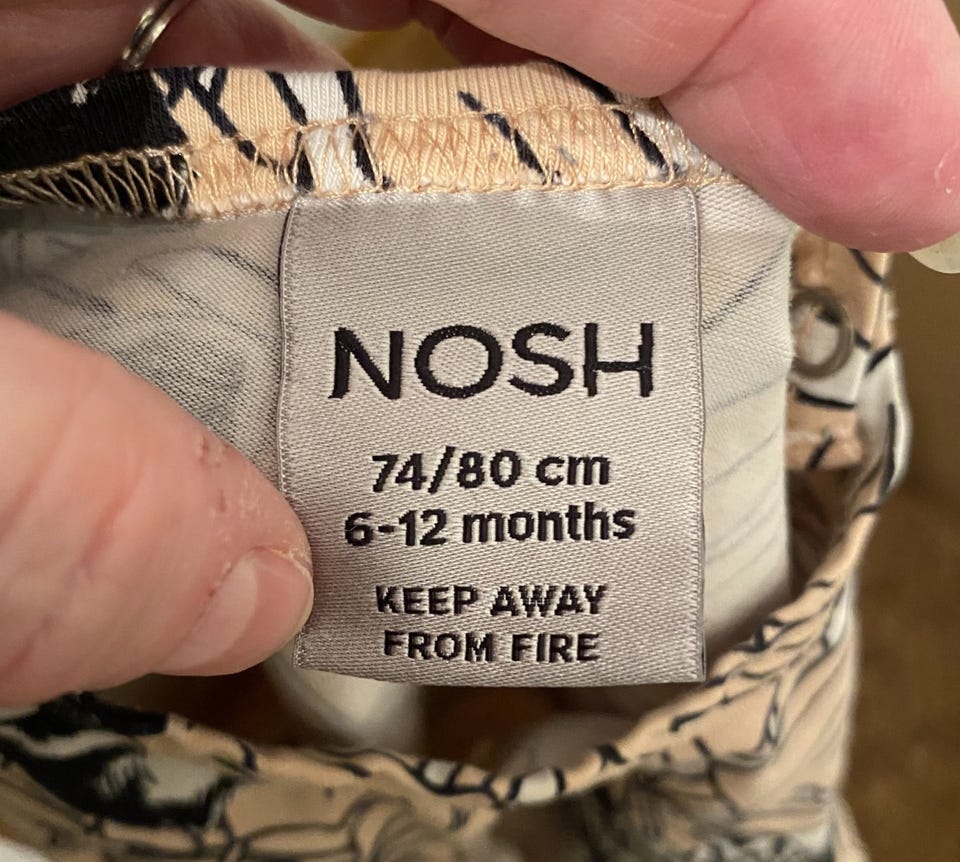 NOSH
74/80 cm
6-12 months
KEEP AWAY
FROM FIRE